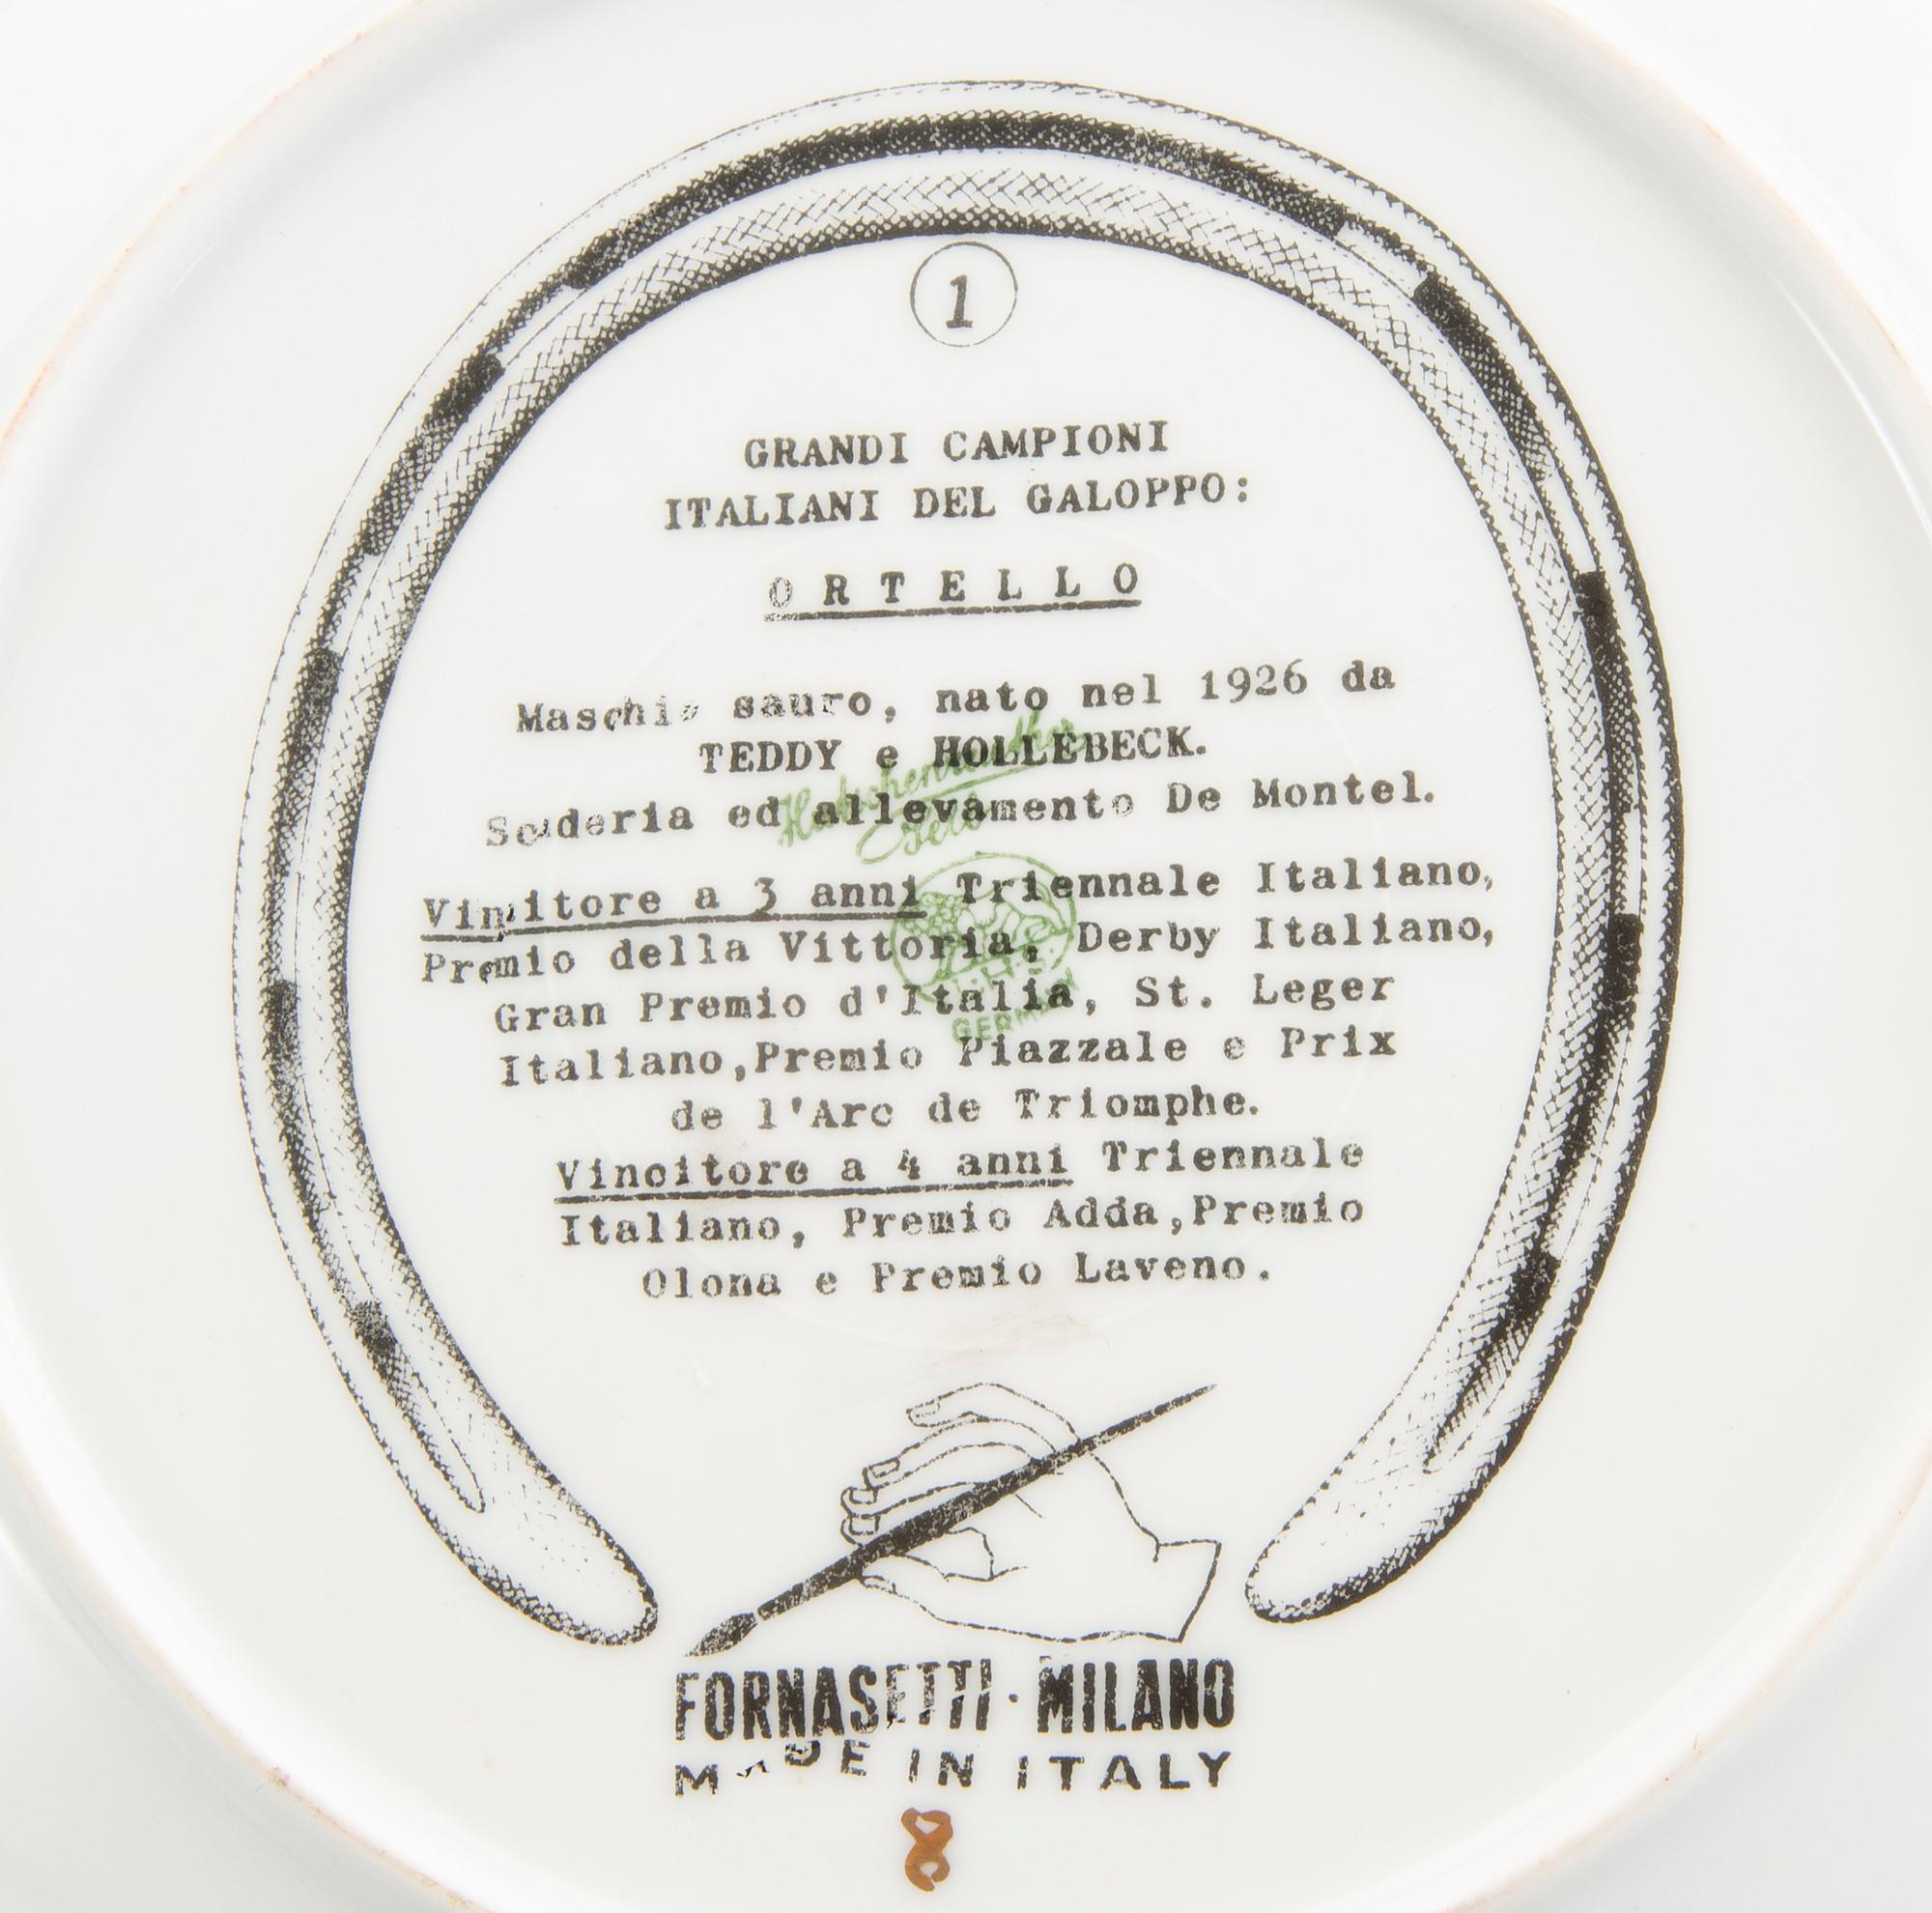 1
GRANDI CAMPIONI
ITALIANI DEL GALOPPO:
ORTELLO
Maschio sauro, nato nel 1926 da
TEDDY e HOLLEBECK.
Scuderia ed allevamento De Montel.
Vincitore a 3 anni Triennale Italiano,
Premio della Vittoria, Derby Italiano,
Gran Premio d'Italia, St. Leger
Italiano,Premio Piazzale e Prix
de l'Arc de Triomphe.
Vincitore a 4 anni Triennale
Italiano, Premio Adda,Premio
Olona e Premio Laveno.
Hutschenreuther
Selb
GERMANY
FORNASETTI·MILANO
MADE IN ITALY